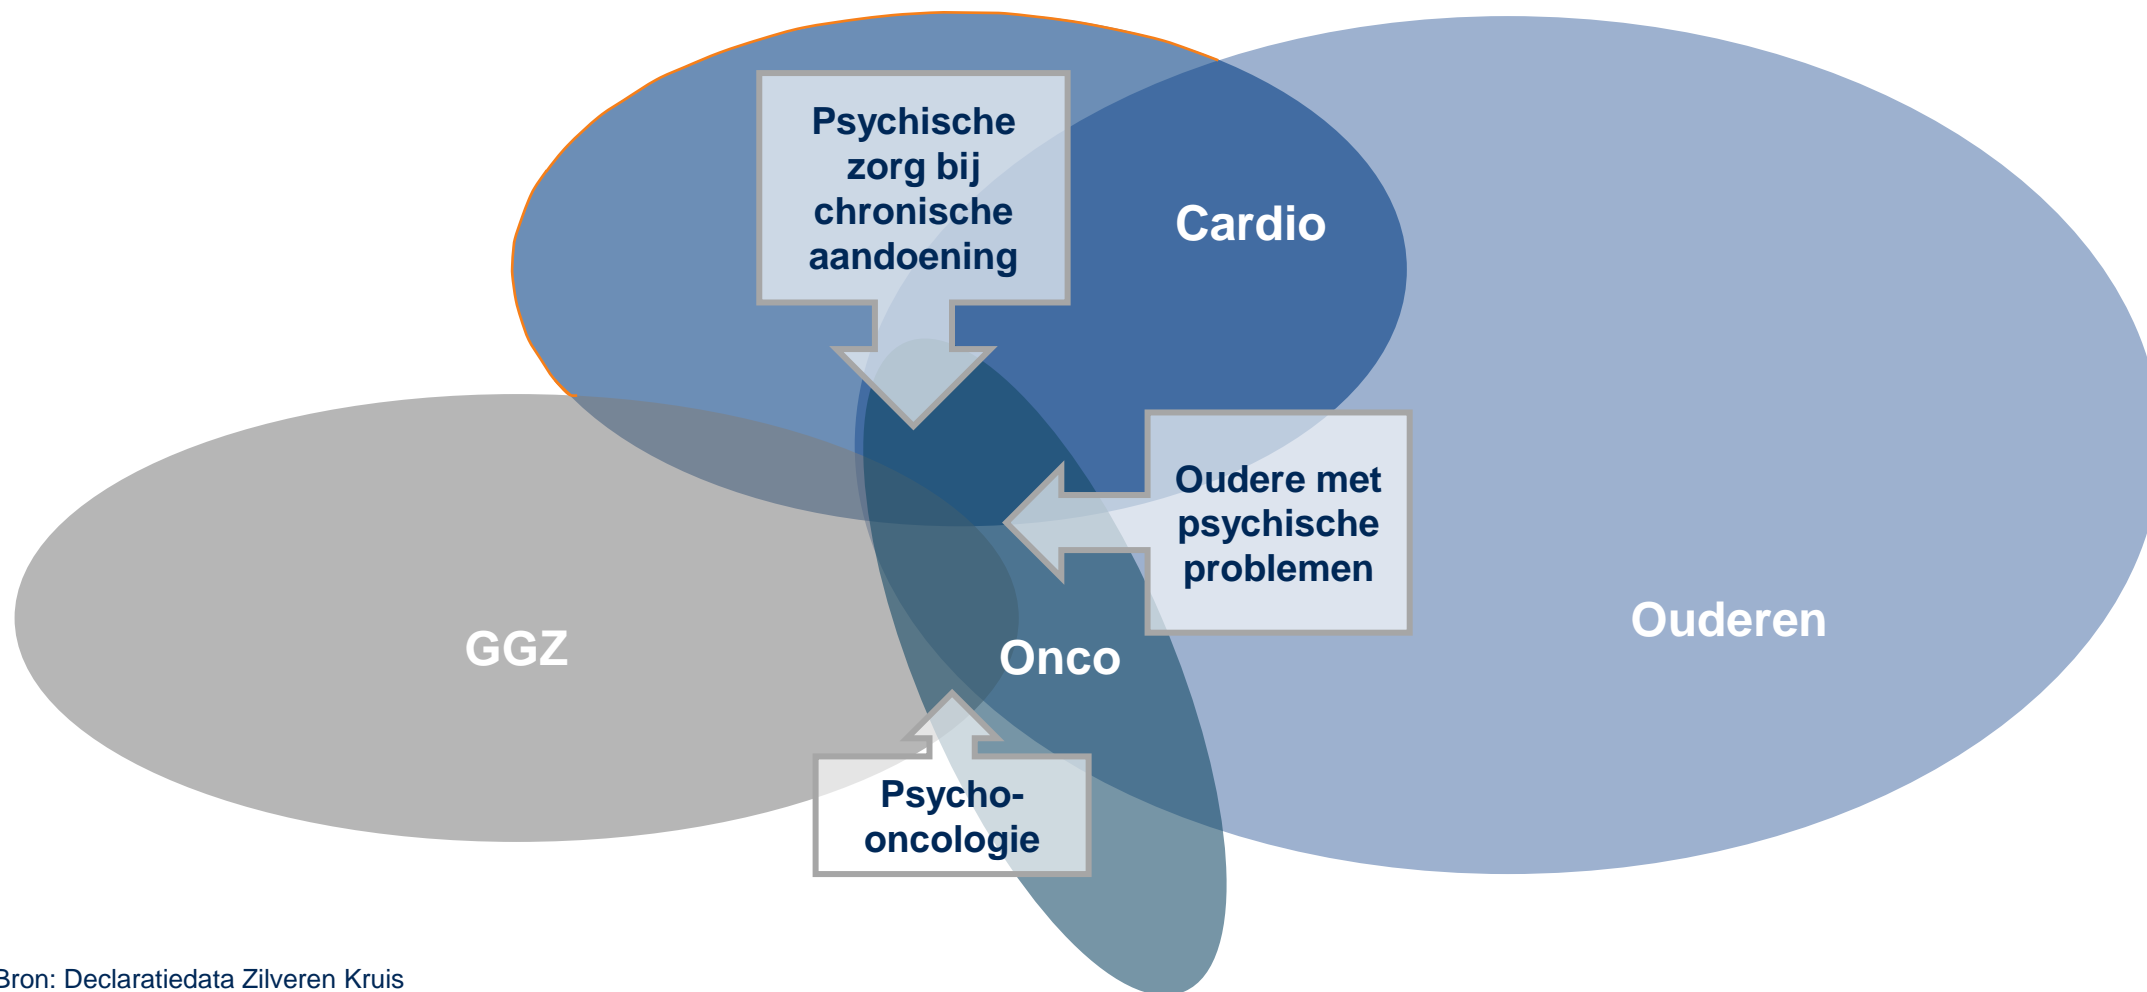 Psychische
zorg bij
chronische
aandoening
Cardio
Oudere met
psychische
problemen
Ouderen
GGZ
Onco
Psycho-
oncologie
Bron: Declaratiedata Zilveren Kruis